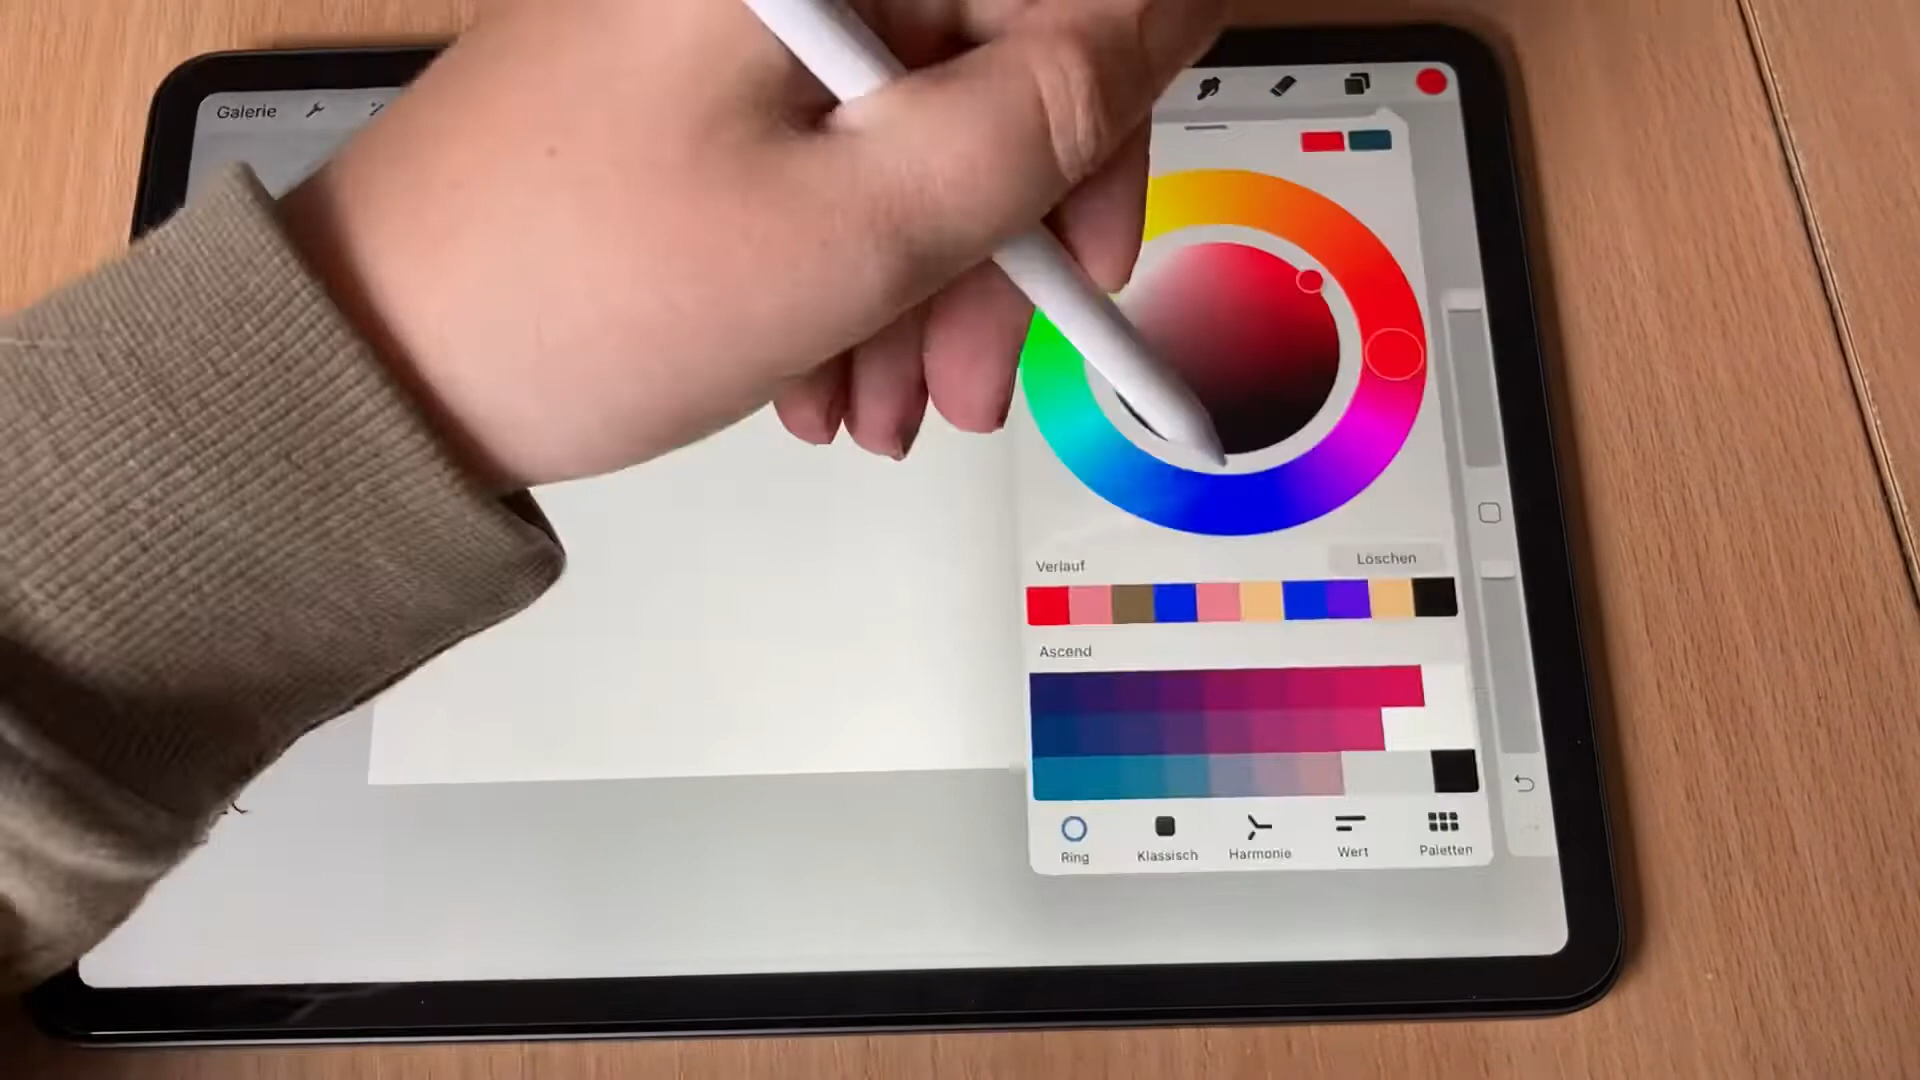 Galerie
Verlauf
Löschen
Ascend
Ring
Klassisch
Harmonie
Wert
Paletten